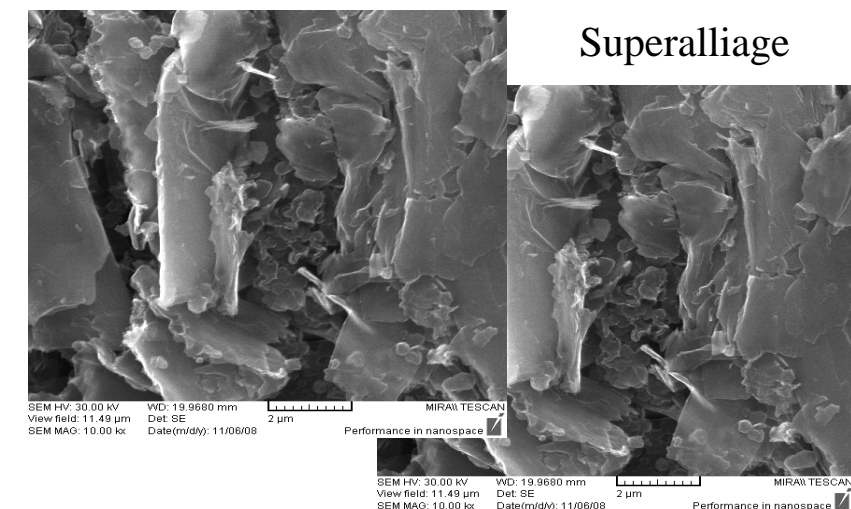 Superalliage
SEM HV: 30.00 kV WD: 19.9680 mm MIRA\\ TESCAN
View field: 11.49 µm Det: SE 2 µm
SEM MAG: 10.00 kx Date(m/d/y): 11/06/08 Performance in nanospace
SEM HV: 30.00 kV WD: 19.9680 mm MIRA\\ TESCAN
View field: 11.49 µm Det: SE 2 µm
SEM MAG: 10.00 kx Date(m/d/y): 11/06/08 Performance in nanospace